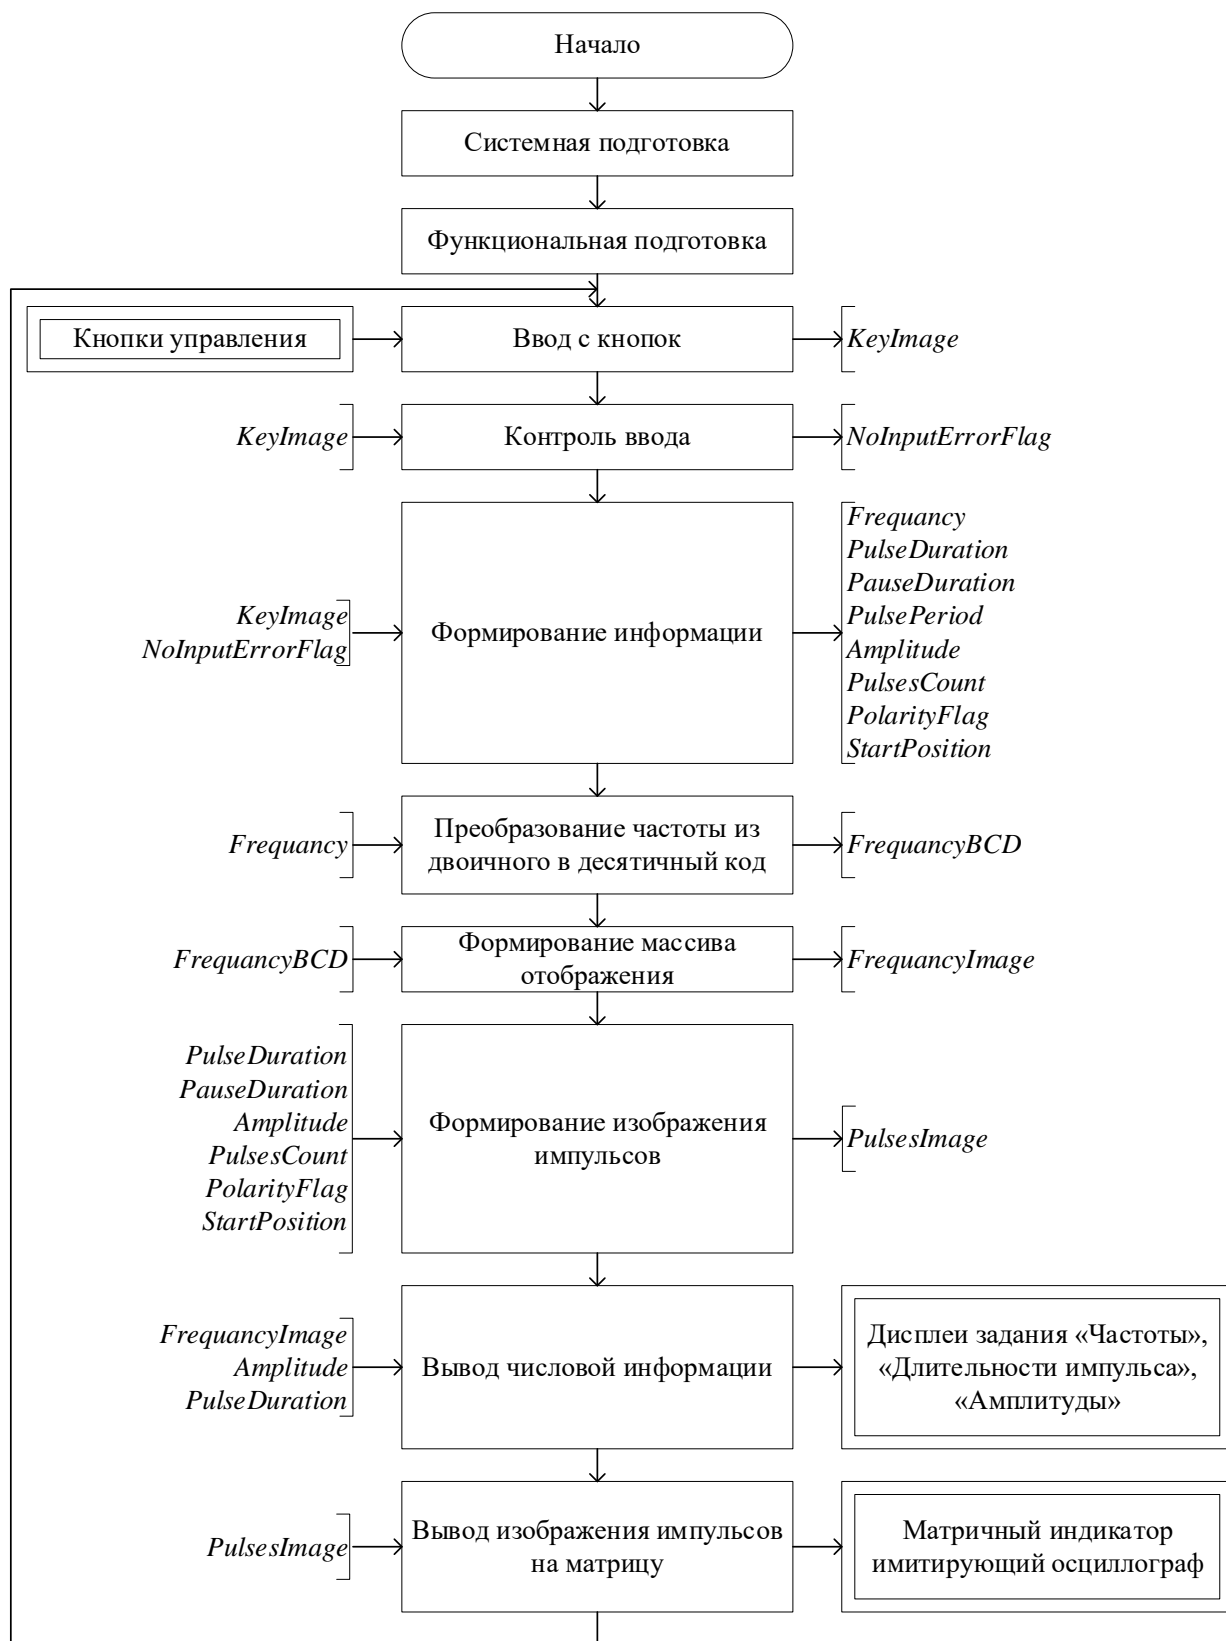 Начало
Системная подготовка
Функциональная подготовка
Кнопки управления
Ввод с кнопок
KeyImage
KeyImage
Контроль ввода
NoInputErrorFlag
KeyImage
NoInputErrorFlag
Формирование информации
Frequancy
PulseDuration
PauseDuration
PulsePeriod
Amplitude
PulsesCount
PolarityFlag
StartPosition
Frequancy
Преобразование частоты из
двоичного в десятичный код
FrequancyBCD
FrequancyBCD
Формирование массива
отображения
FrequancyImage
PulseDuration
PauseDuration
Amplitude
PulsesCount
PolarityFlag
StartPosition
Формирование изображения
импульсов
PulsesImage
FrequancyImage
Amplitude
PulseDuration
Вывод числовой информации
Дисплеи задания «Частоты»,
«Длительности импульса»,
«Амплитуды»
PulsesImage
Вывод изображения импульсов
на матрицу
Матричный индикатор
имитирующий осциллограф